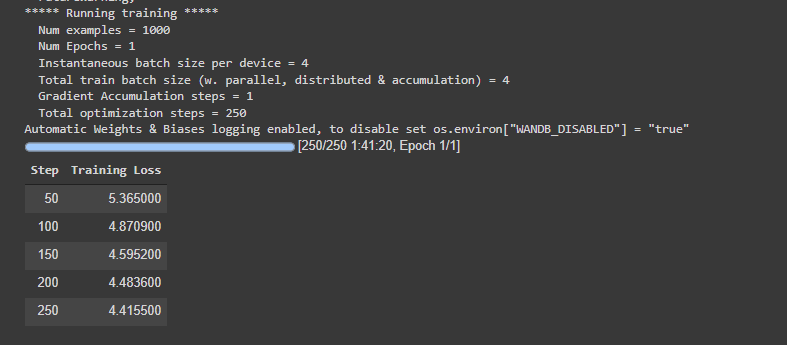 ***** Running training *****
Num examples = 1000
Num Epochs = 1
Instantaneous batch size per device = 4
Total train batch size (w. parallel, distributed & accumulation) = 4
Gradient Accumulation steps = 1
Total optimization steps = 250
Automatic Weights & Biases logging enabled, to disable set os.environ["WANDB_DISABLED"] = "true"
[250/250 1:41:20, Epoch 1/1]
Step Training Loss
50 5.365000
100 4.870900
150 4.595200
200 4.483600
250 4.415500